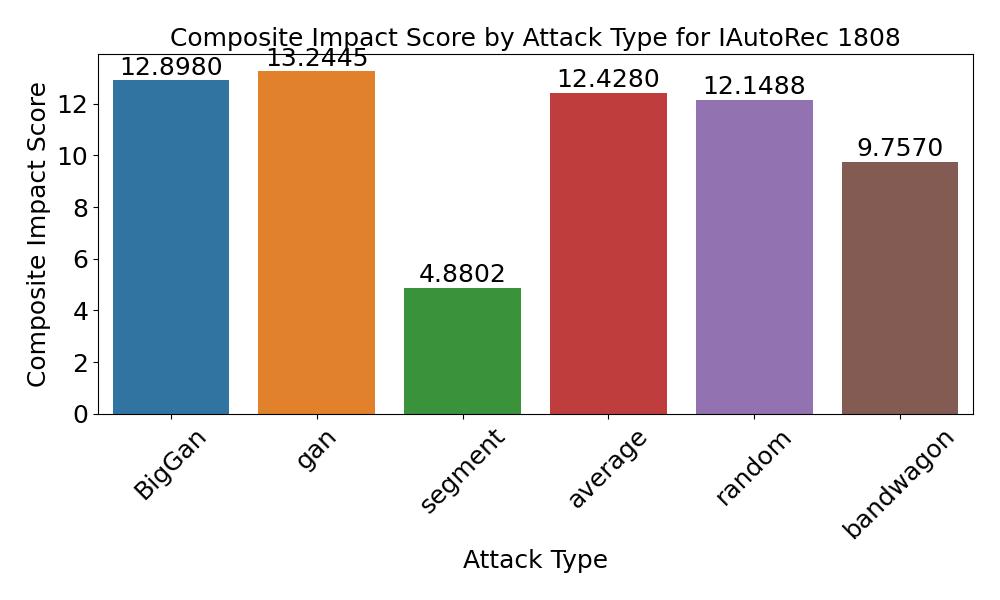 Composite Impact Score by Attack Type for IAutoRec 1808
Composite Impact Score
12
10
8
6
4
2
0
12.8980
13.2445
4.8802
12.4280
12.1488
9.7570
BigGan
gan
segment
average
random
bandwagon
Attack Type